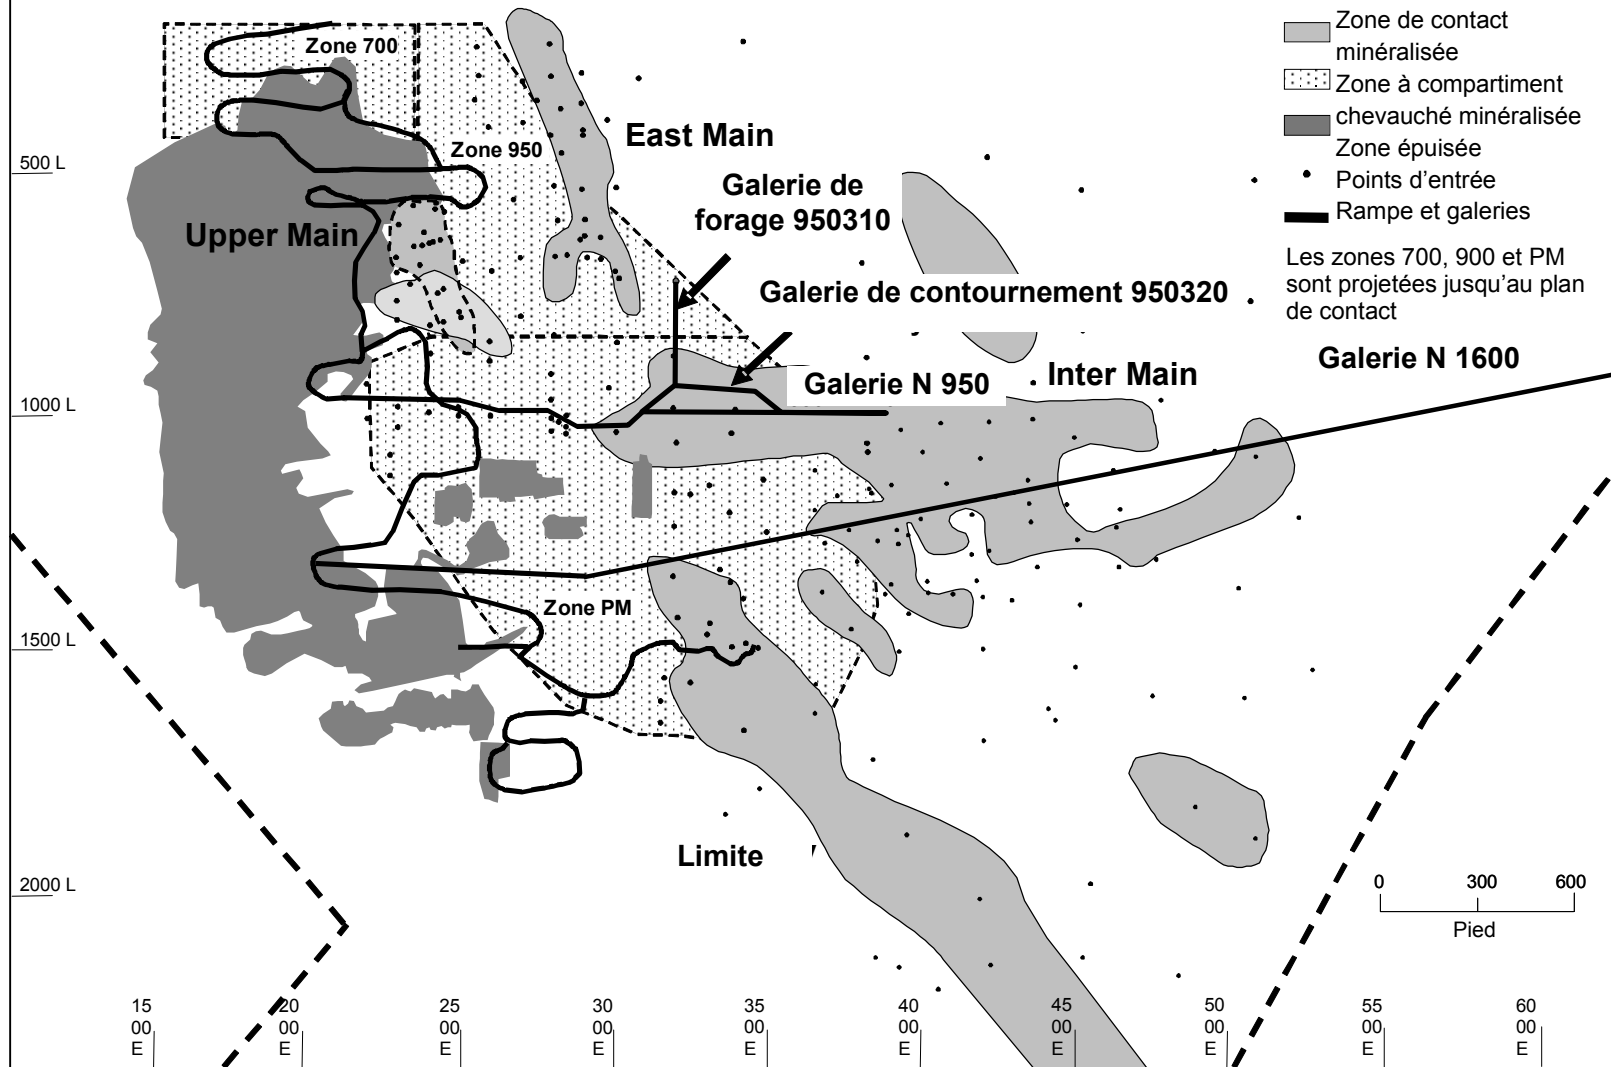 Zone de contact
minéralisée
Zone à compartiment
chevauché minéralisée
Zone épuisée
Points d'entrée
Rampe et galeries
Les zones 700, 900 et PM
sont projetées jusqu'au plan
de contact
Zone 700
East Main
Zone 950
500 L
Galerie de
forage 950310
Upper Main
Galerie de contournement 950320
Galerie N 1600
Galerie N 950
Inter Main
1000 L
Zone PM
1500 L
Limite
2000 L
0 300 600
Pied
15 20 25 30 35 40 45 50 55 60
00 00 00 00 00 00 00 00 00 00
E E E E E E E E E E